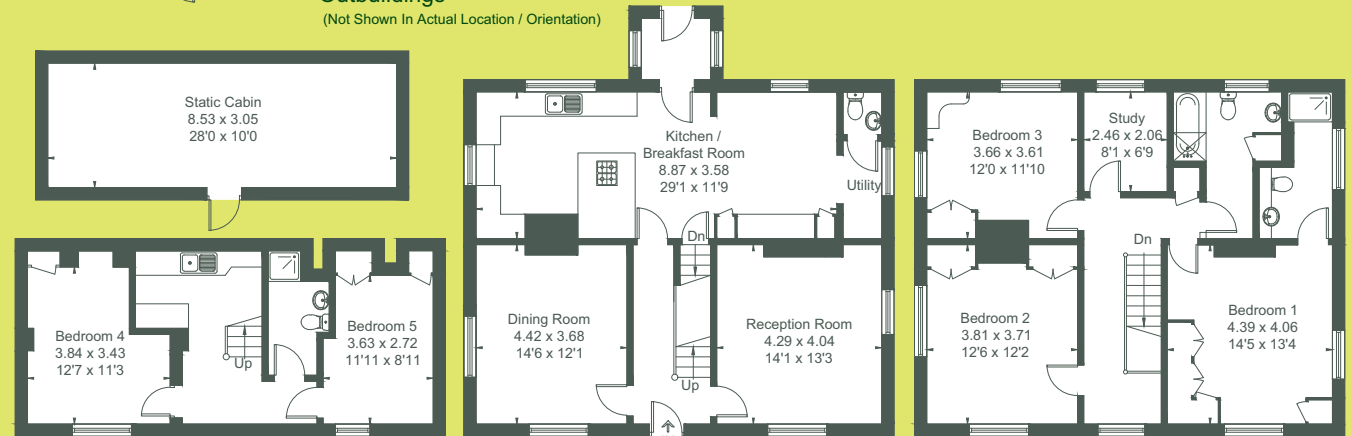 Outbuildings
(Not Shown In Actual Location / Orientation)
Static Cabin
8.53 x 3.05
28'0 x 10'0
Bedroom 4
3.84 x 3.43
12'7 x 11'3
Up
Bedroom 5
3.63 x 2.72
11'11 x 8'11
Kitchen /
Breakfast Room
8.87 x 3.58
29'1 x 11'9
Utility
Dn
Dining Room
4.42 x 3.68
14'6 x 12'1
Reception Room
4.29 x 4.04
14'1 x 13'3
Up
Bedroom 3
3.66 x 3.61
12'0 x 11'10
Study
2.46 x 2.06
8'1 x 6'9
Dn
Bedroom 2
3.81 x 3.71
12'6 x 12'2
Bedroom 1
4.39 x 4.06
14'5 x 13'4